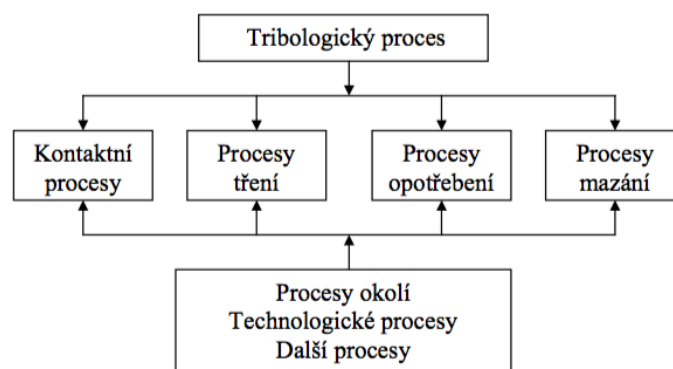 Tribologický proces
Kontaktní
procesy
Procesy
tření
Procesy
opotřebení
Procesy
mazání
Procesy okolí
Technologické procesy
Další procesy